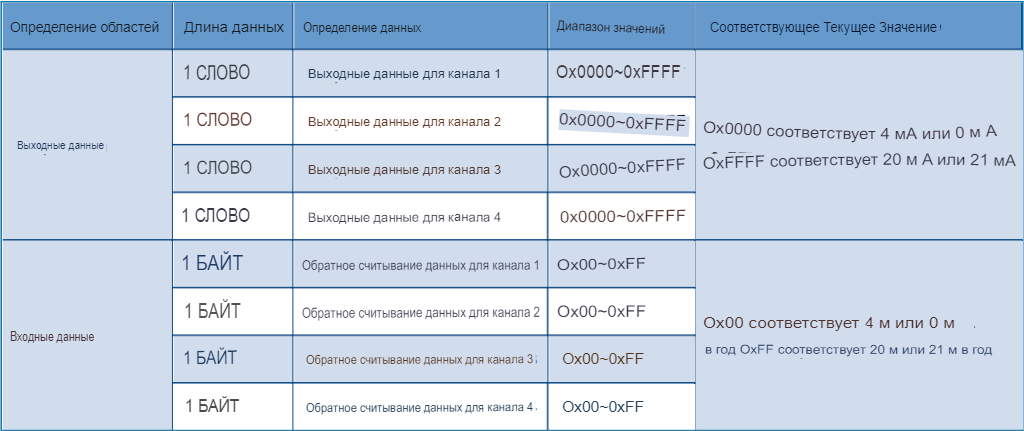 Определение областей Длина данных Определение данных Диапазон значений Соответствующее Текущее Значение
1 СЛОВО Выходные данные для канала 1 Ox0000~0xFFFF
1 СЛОВО Выходные данные для канала 2 0x0000~0xFFFF
Ox0000 соответствует 4 мА или 0 м А
Выходные данные
1 СЛОВО Выходные данные для канала 3 Ox0000~0xFFFF
OxFFFF соответствует 20 м А или 21 мА
1 СЛОВО Выходные данные для канала 4 0x0000~0xFFFF
1 БАЙТ Обратное считывание данных для канала 1 Ox00~0xFF
1 БАЙТ Обратное считывание данных для канала 2 Ox00~0xFF
Ox00 соответствует 4 м или 0 м
Входные данные
в год OxFF соответствует 20 м или 21 м в год
1 БАЙТ Обратное считывание данных для канала 3 Ox00~0xFF
1 БАЙТ Обратное считывание данных для канала 4 Ox00~0xFF